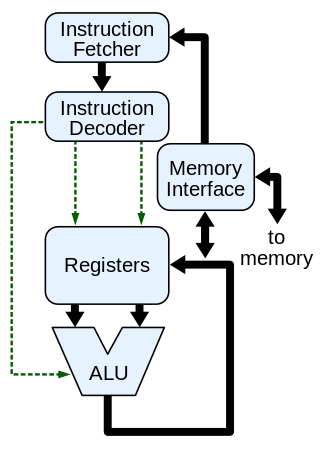 Instruction
Fetcher
Instruction
Decoder
Memory
Interface
to
memory
Registers
ALU